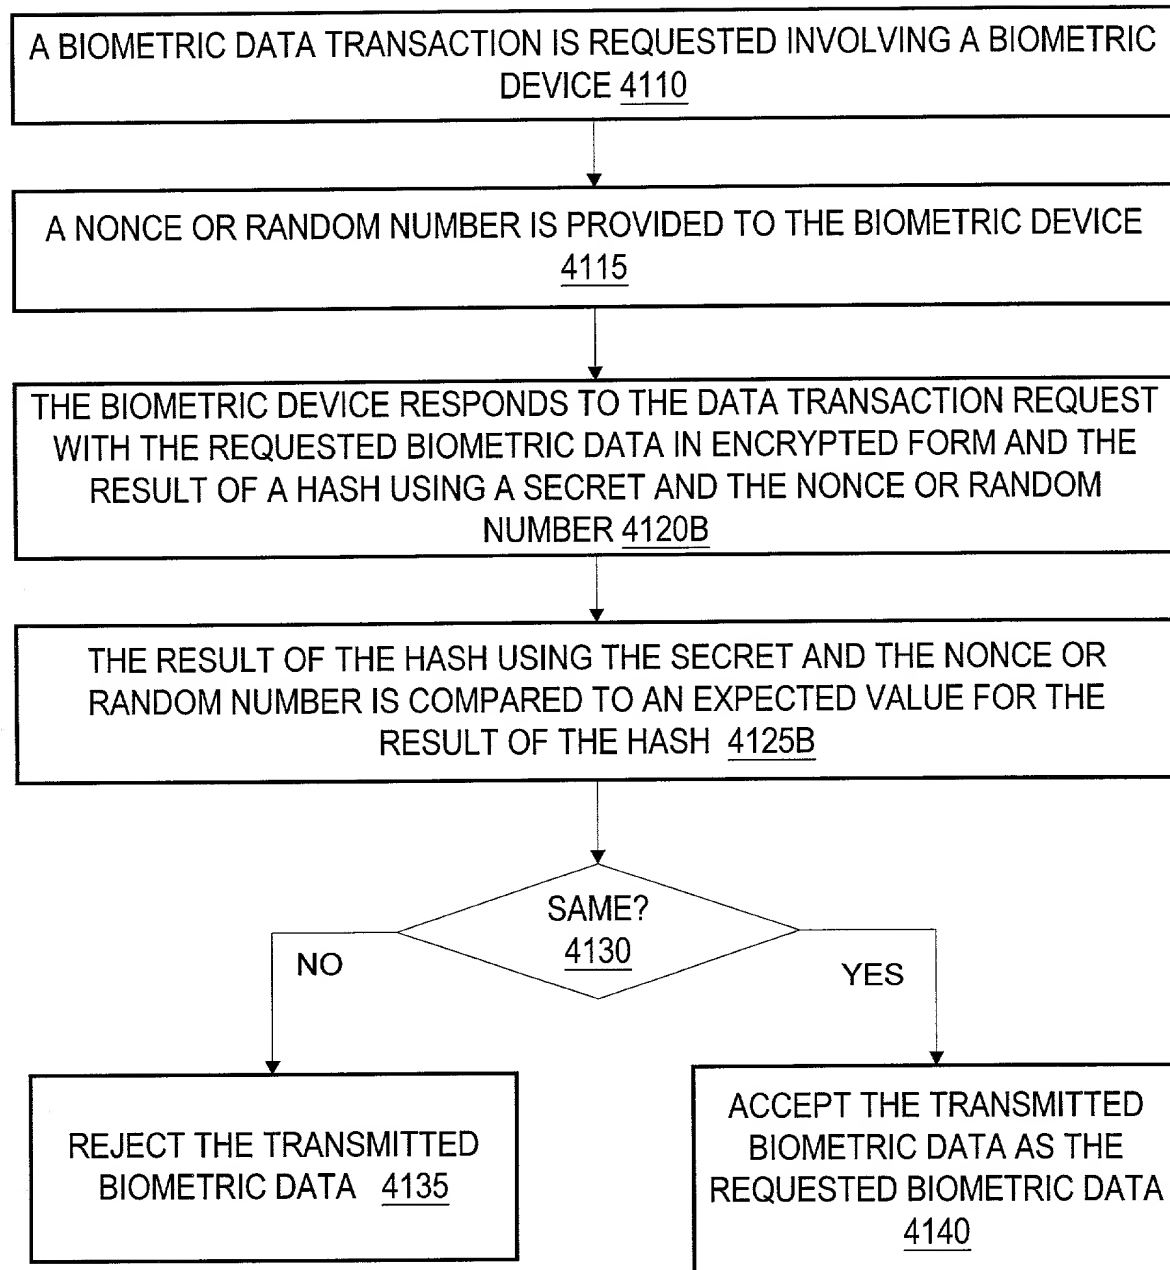 A BIOMETRIC DATA TRANSACTION IS REQUESTED INVOLVING A BIOMETRIC
DEVICE 4110
A NONCE OR RANDOM NUMBER IS PROVIDED TO THE BIOMETRIC DEVICE
4115
THE BIOMETRIC DEVICE RESPONDS TO THE DATA TRANSACTION REQUEST
WITH THE REQUESTED BIOMETRIC DATA IN ENCRYPTED FORM AND THE
RESULT OF A HASH USING A SECRET AND THE NONCE OR RANDOM
NUMBER 4120B
THE RESULT OF THE HASH USING THE SECRET AND THE NONCE OR
RANDOM NUMBER IS COMPARED TO AN EXPECTED VALUE FOR THE
RESULT OF THE HASH 4125B
SAME?
4130
NO
YES
REJECT THE TRANSMITTED
BIOMETRIC DATA 4135
ACCEPT THE TRANSMITTED
BIOMETRIC DATA AS THE
REQUESTED BIOMETRIC DATA
4140